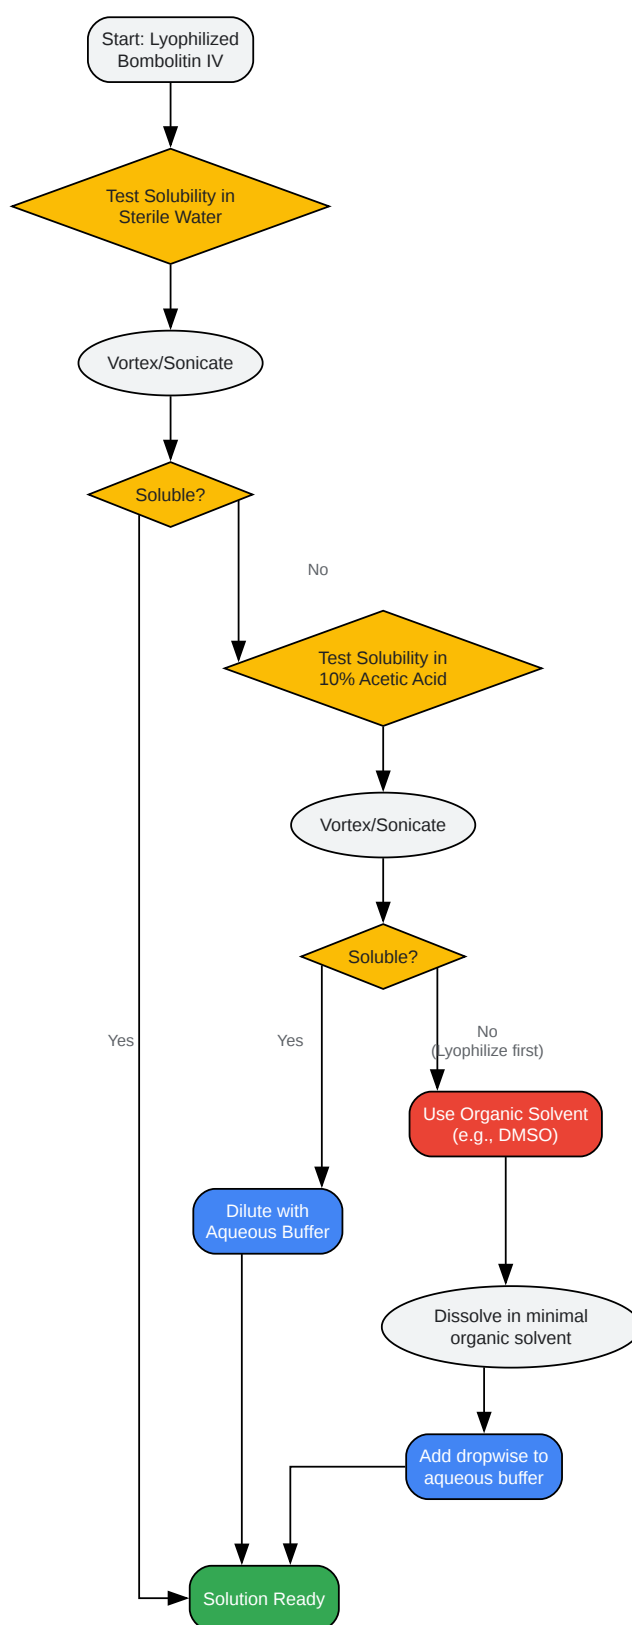 Start: Lyophilized
Bombolitin IV
Test Solubility in
Sterile Water
Vortex/Sonicate
Soluble?
No
Test Solubility in
10% Acetic Acid
Vortex/Sonicate
Soluble?
Yes
Yes
No
(Lyophilize first)
Use Organic Solvent
(e.g., DMSO)
Dilute with
Aqueous Buffer
Dissolve in minimal
organic solvent
Add dropwise to
aqueous buffer
Solution Ready